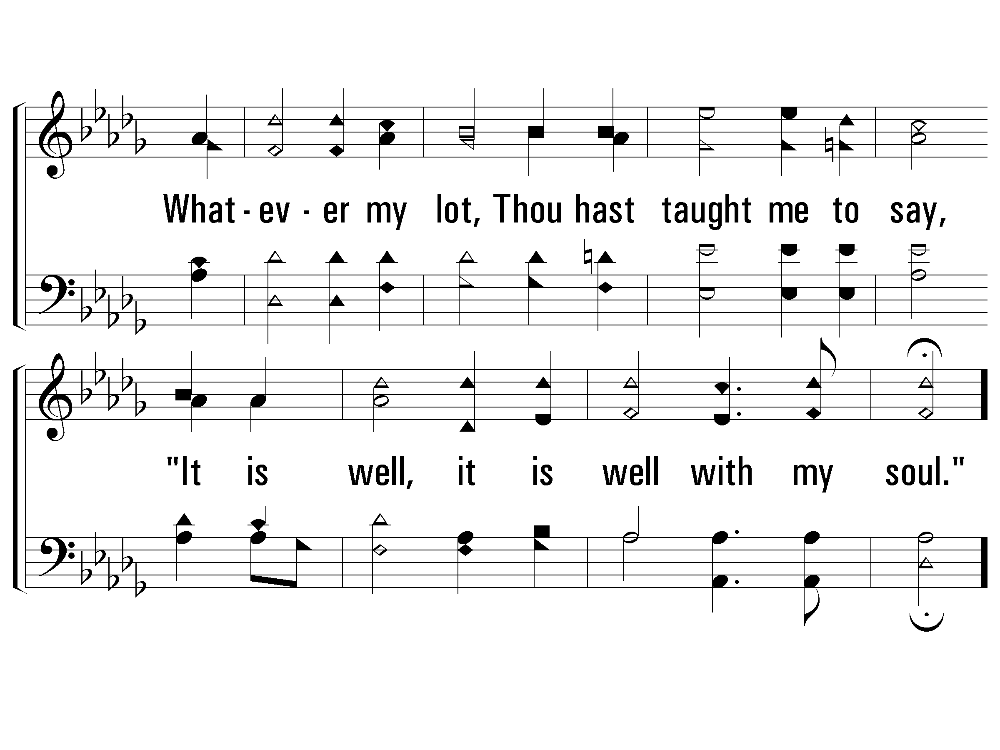 What - ev - er my lot, Thou hast taught me to say,
"It is well, it is well with my soul."